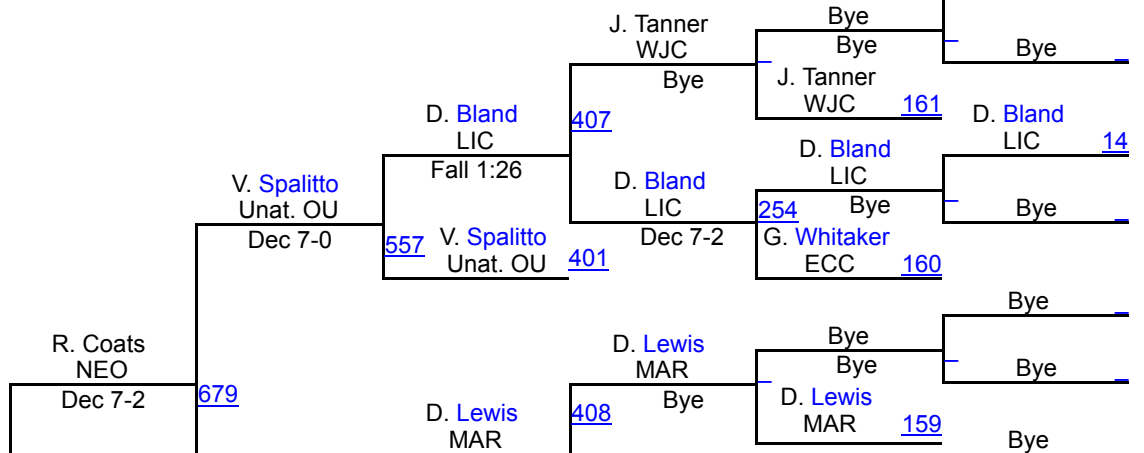 Bye
J. Tanner
WJC
Bye
Bye
Bye
J. Tanner
WJC
161
D. Bland
LIC
407
D. Bland
LIC
14
Fall 1:26
D. Bland
LIC
V. Spalitto
Unat. OU
D. Bland
LIC
254
Bye
Bye
Dec 7-0
557
V. Spalitto
Unat. OU
401
Dec 7-2
G. Whitaker
ECC
160
Bye
R. Coats
NEO
D. Lewis
MAR
Bye
Bye
Bye
Dec 7-2
679
Bye
D. Lewis
MAR
159
D. Lewis
MAR
408
Bye